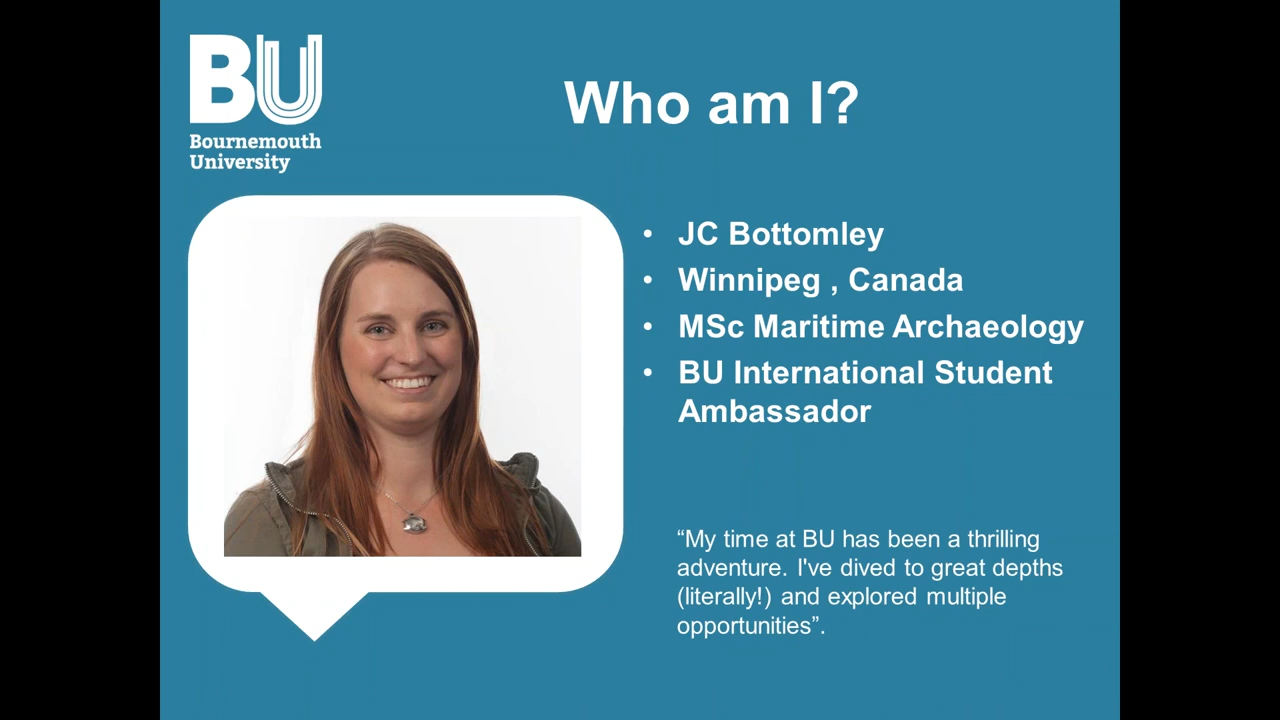 BU
Bournemouth
University
Who am I?
• JC Bottomley
• Winnipeg , Canada
• MSc Maritime Archaeology
• BU International Student
Ambassador
“My time at BU has been a thrilling
adventure. I've dived to great depths
(literally!) and explored multiple
opportunities”.